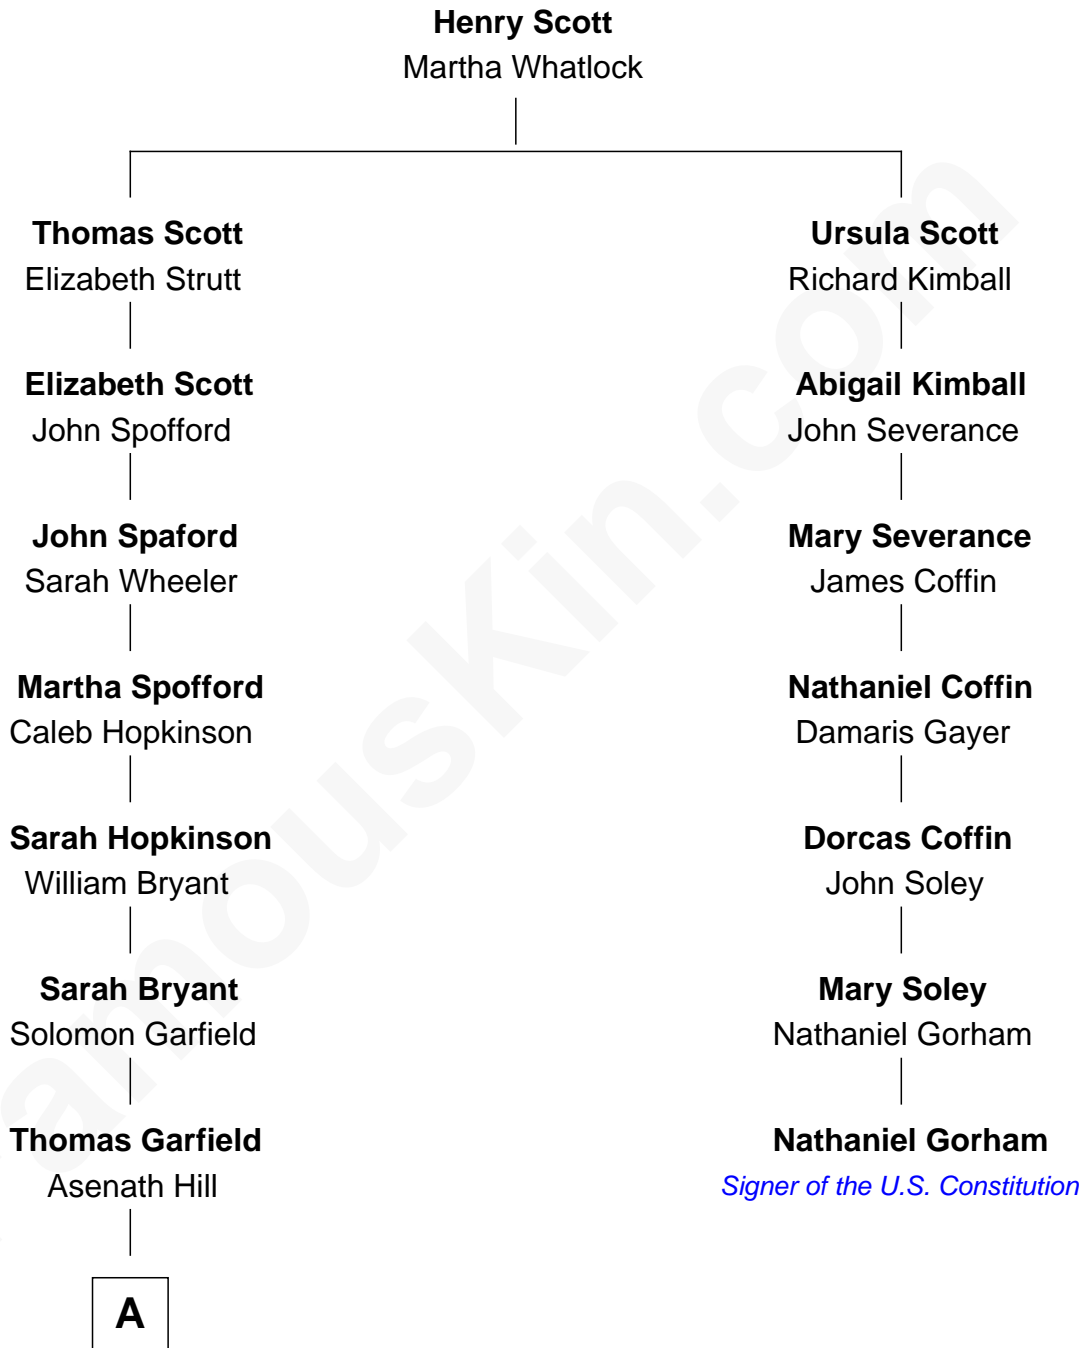 Henry Scott
Martha Whatlock
Thomas Scott
Elizabeth Strutt
Ursula Scott
Richard Kimball
Elizabeth Scott
John Spofford
Abigail Kimball
John Severance
John Spaford
Sarah Wheeler
Mary Severance
James Coffin
Martha Spofford
Caleb Hopkinson
Nathaniel Coffin
Damaris Gayer
Sarah Hopkinson
William Bryant
Dorcas Coffin
John Soley
Sarah Bryant
Solomon Garfield
Mary Soley
Nathaniel Gorham
Thomas Garfield
Asenath Hill
Nathaniel Gorham
Signer of the U.S. Constitution
A
amousKin.com